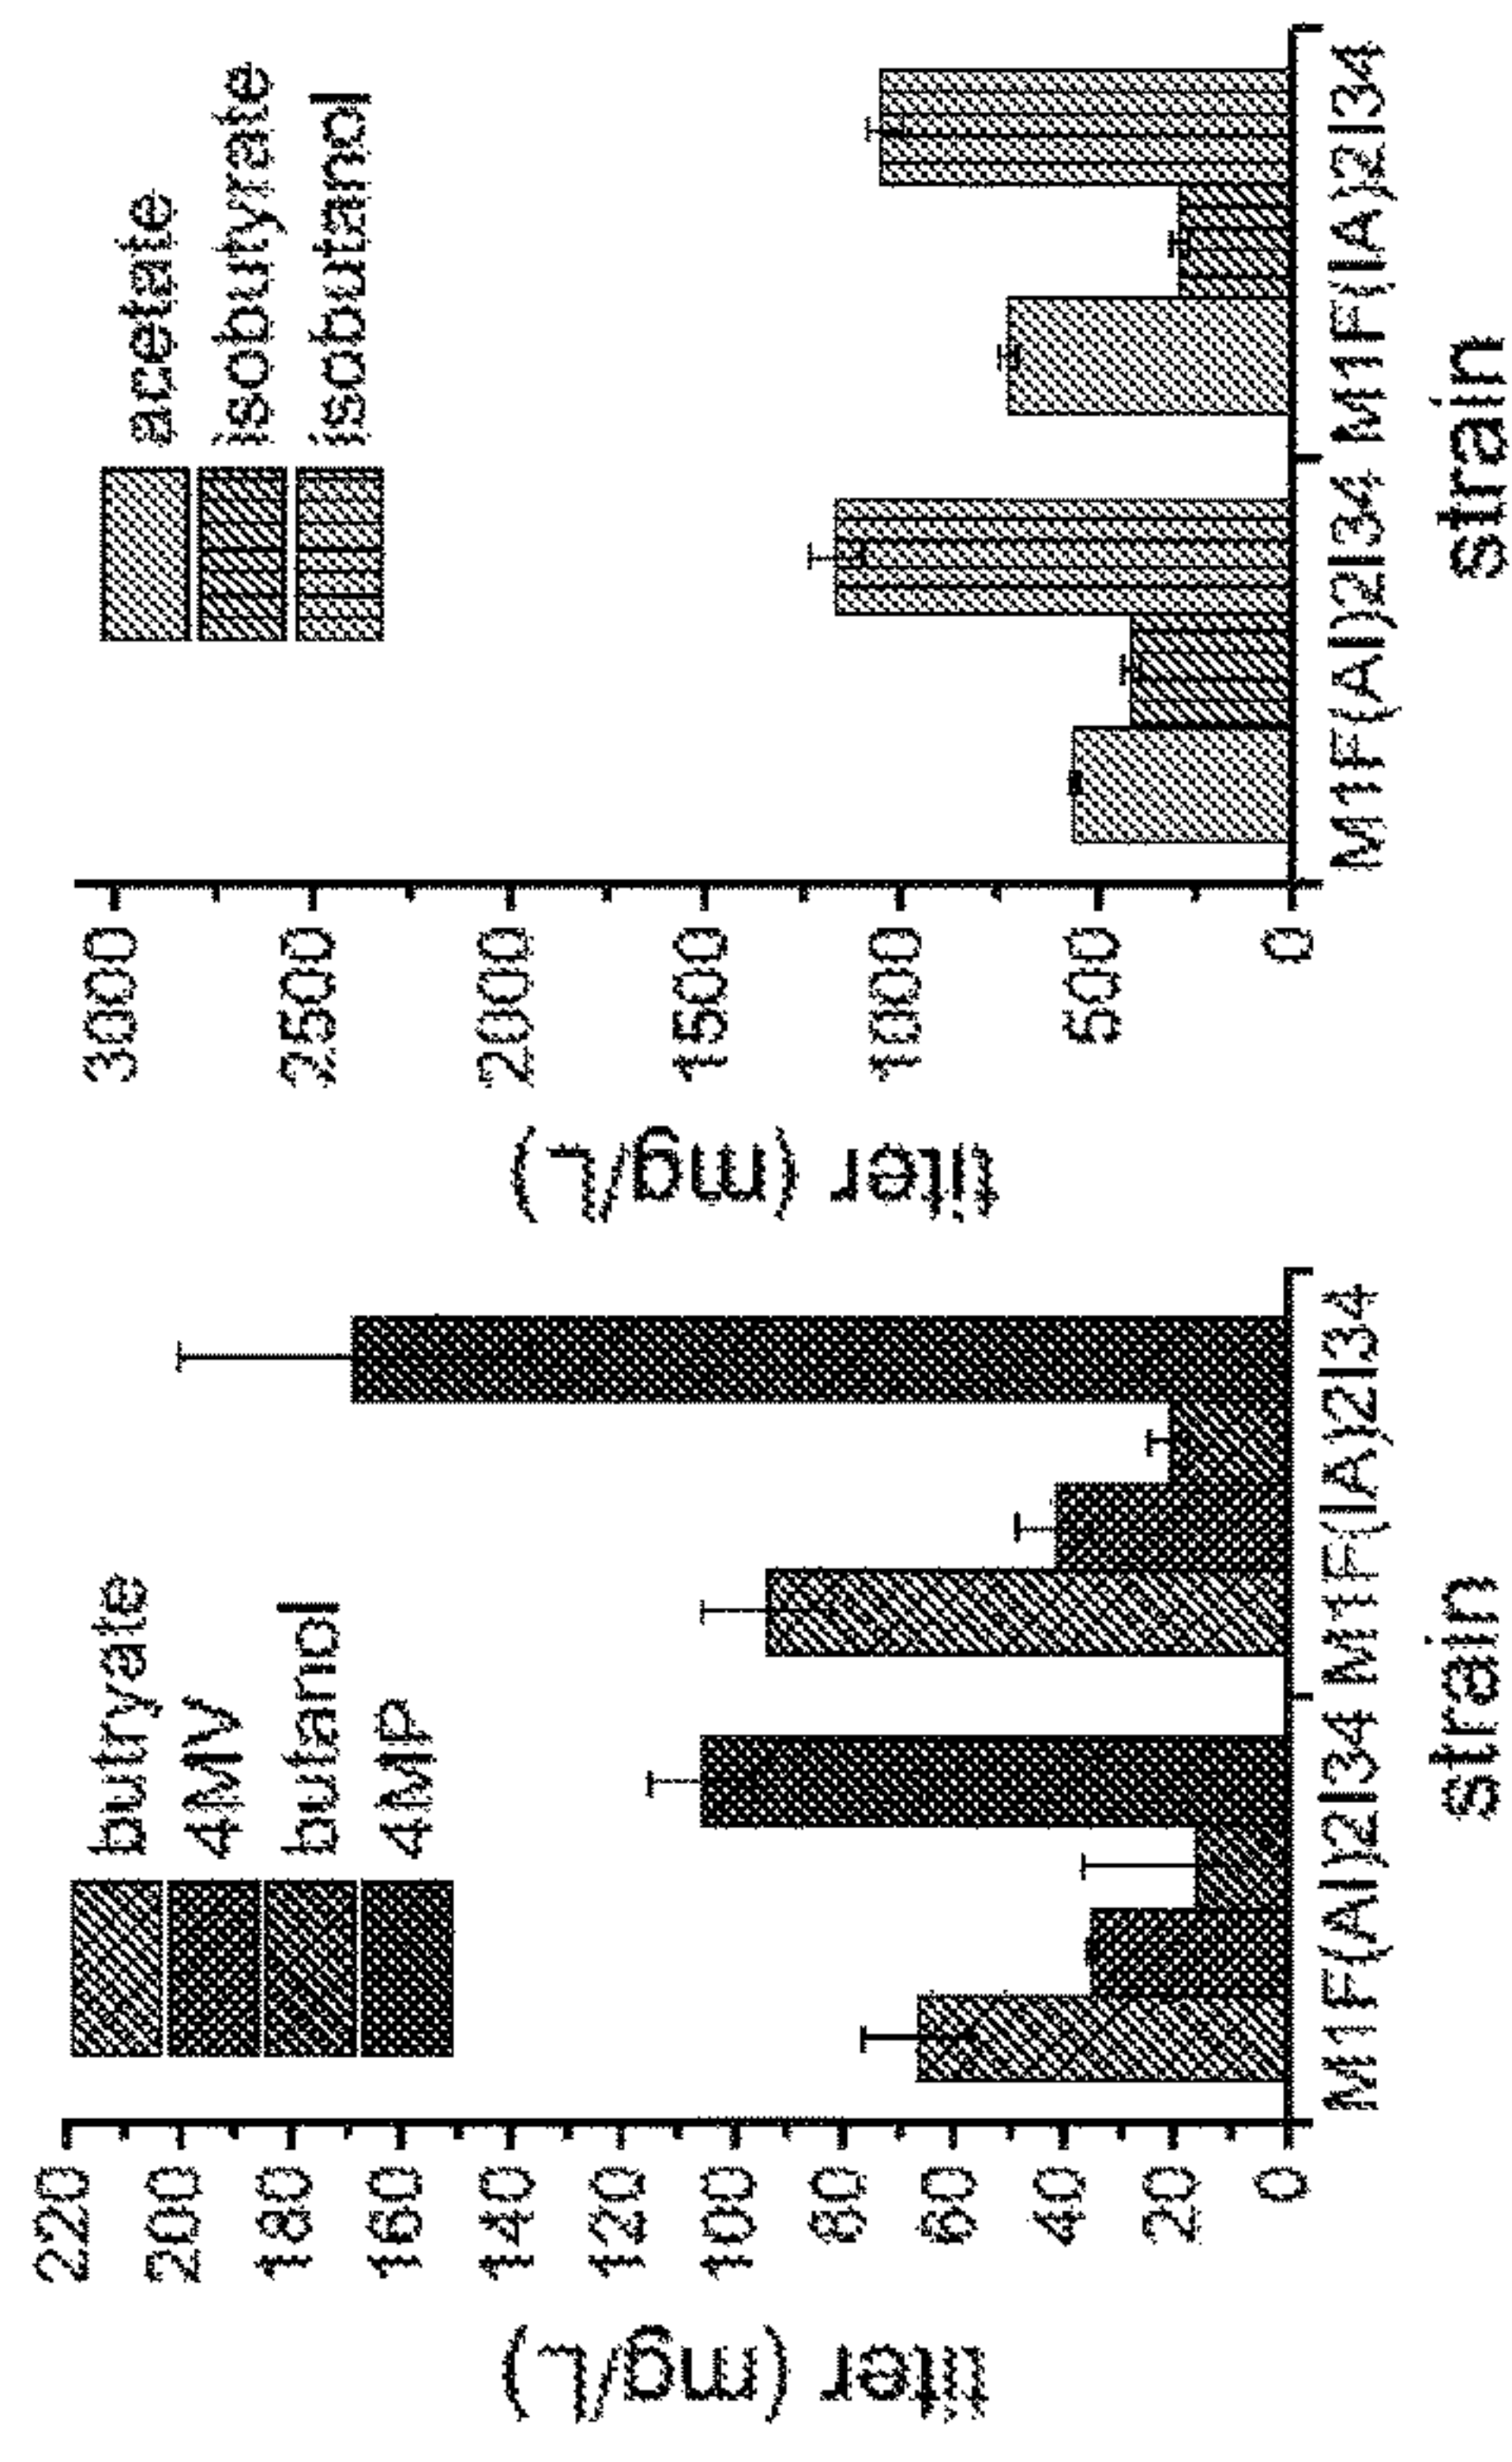 titer (mg/L)
220
200
180
160
140
120
100
80
60
40
20
0
butryate
4MV
butanol
4MP
M1F(AI)2I34 M1F(IA)2I34
strain
titer (mg/L)
3000
2500
2000
1500
1000
500
0
acetate
isobutyrate
isobutanol
M1F(AI)2I34 M1F(IA)2I34
strain